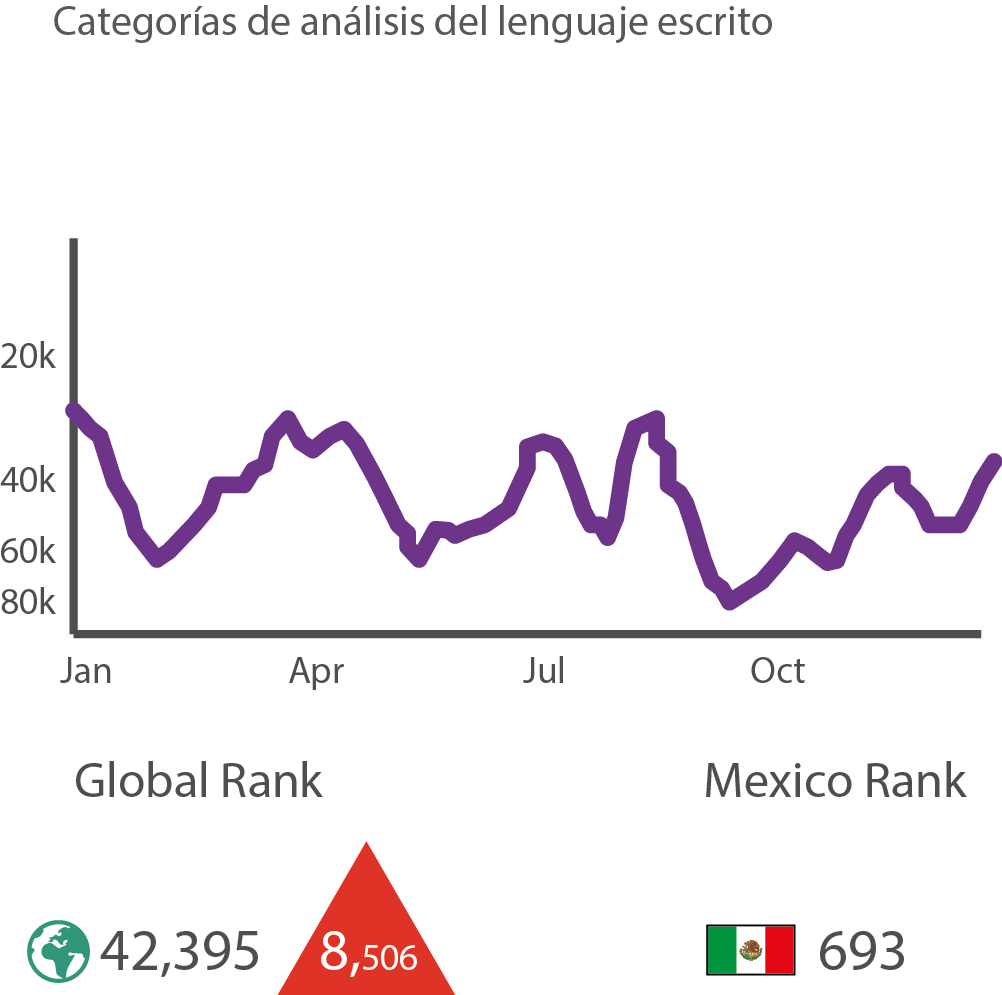 Categorías de análisis del lenguaje escrito
20k
40k
60k
80k
Jan Apr Jul Oct
Global Rank Mexico Rank
42,395 8,506 693